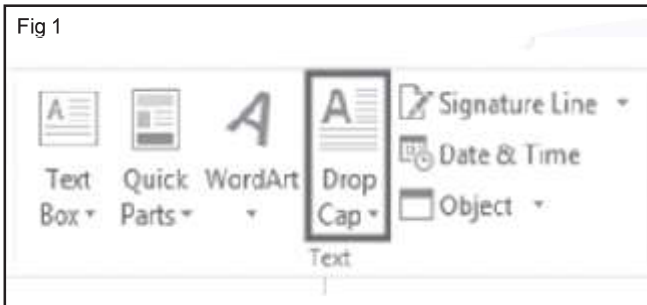 Fig 1
Text Box
Quick Parts
WordArt
Drop Cap
Signature Line
Date & Time
Object
Text